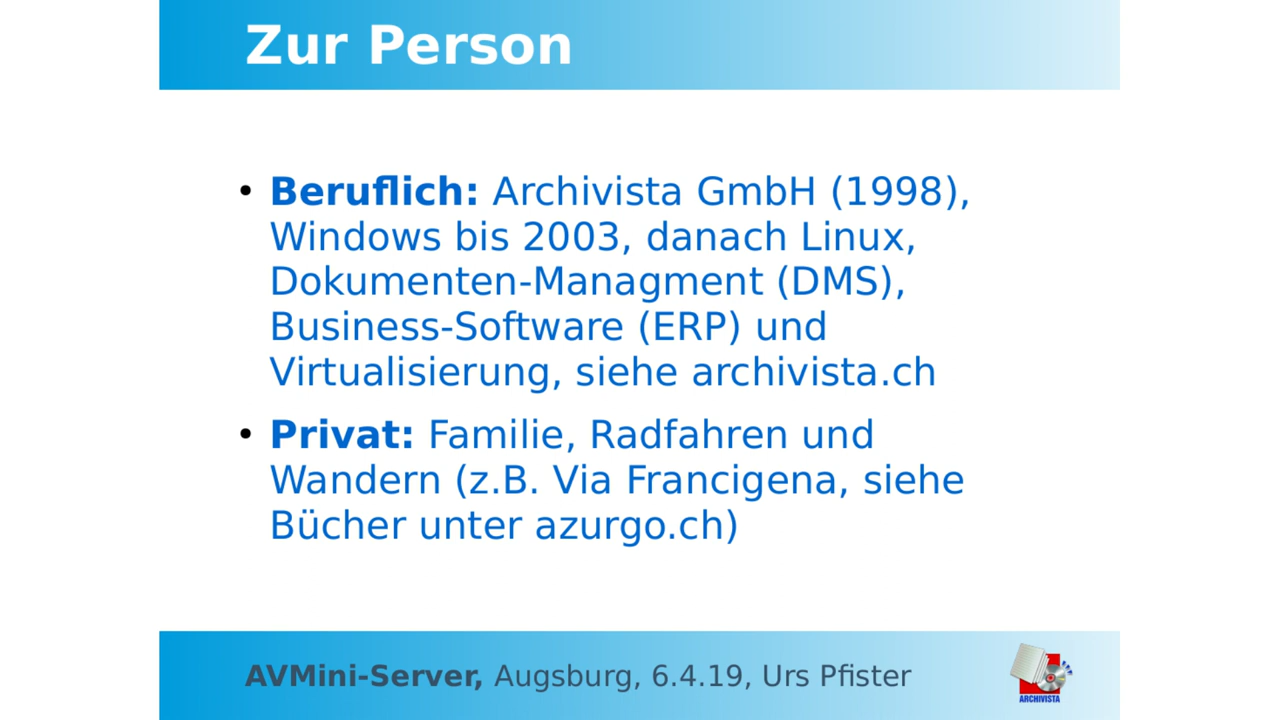 Zur Person
• Beruflich: Archivista GmbH (1998),
Windows bis 2003, danach Linux,
Dokumenten-Managment (DMS),
Business-Software (ERP) und
Virtualisierung, siehe archivista.ch
• Privat: Familie, Radfahren und
Wandern (z.B. Via Francigena, siehe
Bücher unter azurgo.ch)
AVMini-Server, Augsburg, 6.4.19, Urs Pfister
ARCHIVISTA